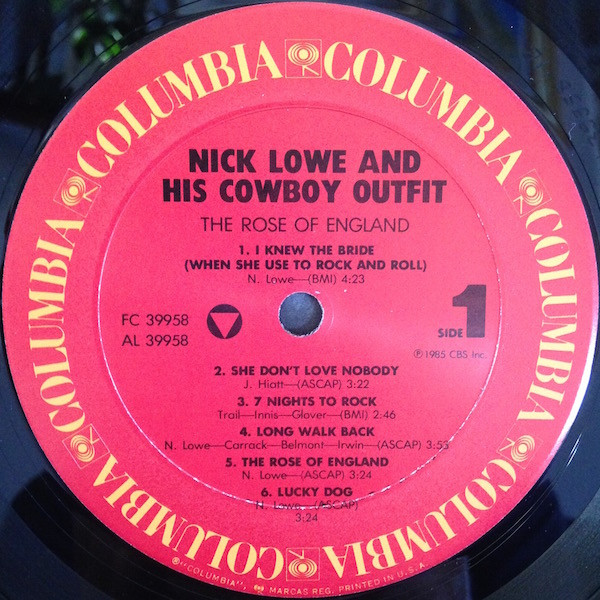 COLUMBIA COLUMBIA COLUMBIA COLUMBIA COLUMBIA COLUMBIA
NICK LOWE AND
HIS COWBOY OUTFIT
THE ROSE OF ENGLAND
1. I KNEW THE BRIDE
(WHEN SHE USE TO ROCK AND ROLL)
N. Lowe—(BMI) 4:23
FC 39958
AL 39958
SIDE 1
℗ 1985 CBS Inc.
2. SHE DON'T LOVE NOBODY
J. Hiatt—(ASCAP) 3:22
3. 7 NIGHTS TO ROCK
Trail—Innis—Glover—(BMI) 2:46
4. LONG WALK BACK
N. Lowe—Carrack—Belmont—Irwin—(ASCAP) 3:53
5. THE ROSE OF ENGLAND
N. Lowe—(ASCAP) 3:24
6. LUCKY DOG
N. Lowe—(ASCAP)
3:24
®"COLUMBIA", MARCAS REG. PRINTED IN U.S.A.